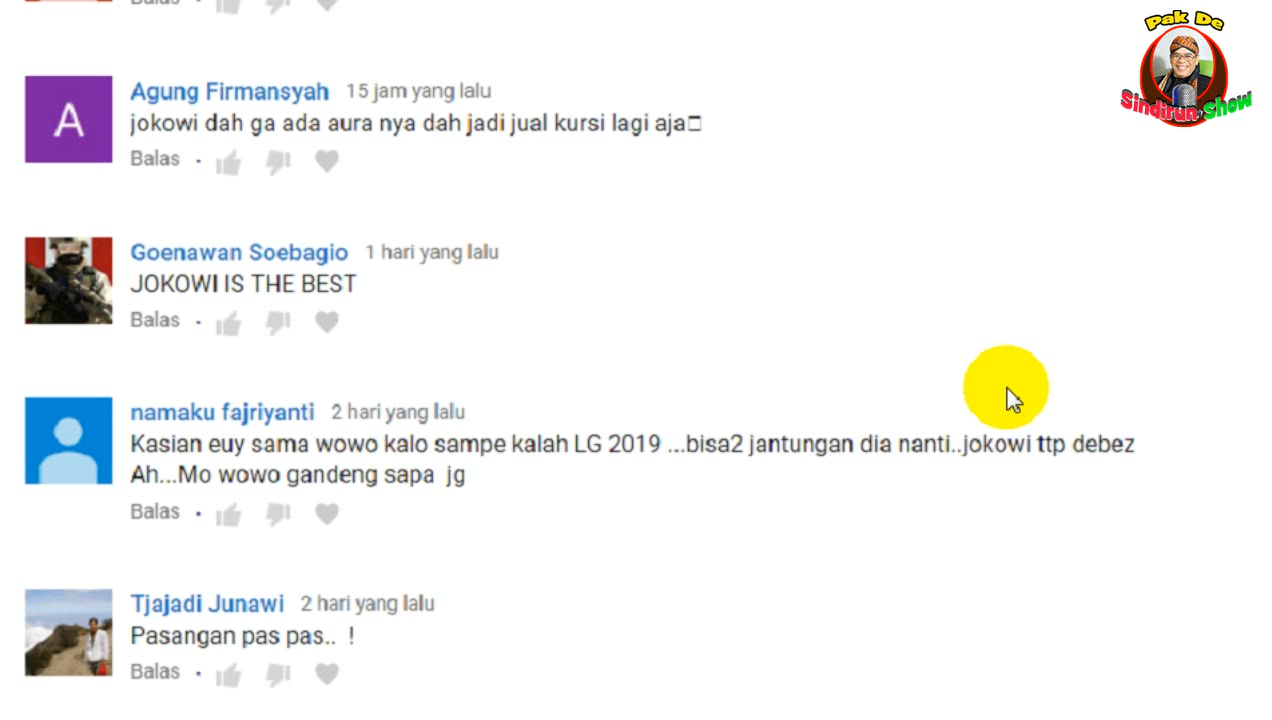 Balas
Pak De
Sindirun Show
A
Agung Firmansyah 15 jam yang lalu
jokowi dah ga ada aura nya dah jadi jual kursi lagi aja□
Balas
Goenawan Soebagio 1 hari yang lalu
JOKOWI IS THE BEST
Balas
namaku fajriyanti 2 hari yang lalu
Kasian euy sama wowo kalo sampe kalah LG 2019 ...bisa2 jantungan dia nanti..jokowi ttp debez
Ah...Mo wowo gandeng sapa jg
Balas
Tjajadi Junawi 2 hari yang lalu
Pasangan pas pas.. !
Balas